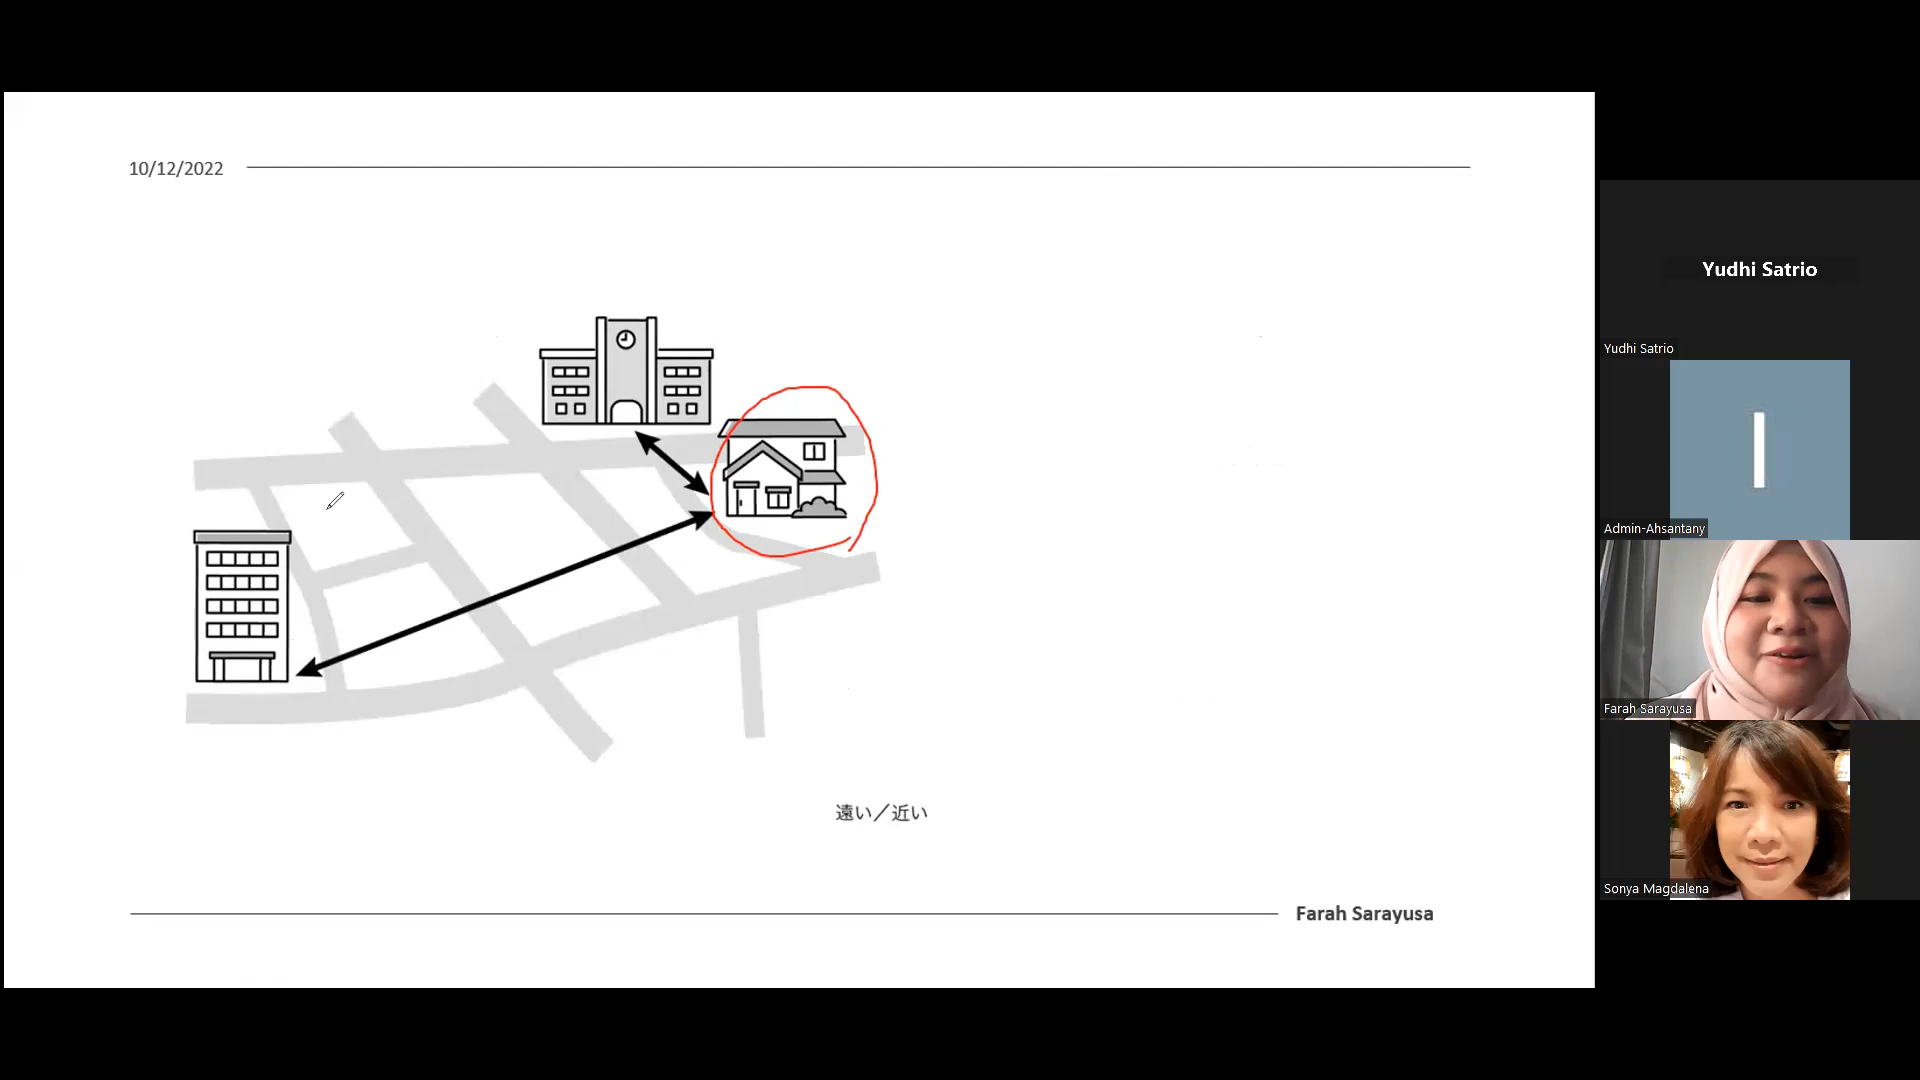 10/12/2022
遠い／近い
Farah Sarayusa
Yudhi Satrio
Yudhi Satrio
I
Admin-Ahsantany
Farah Sarayusa
Sonya Magdalena